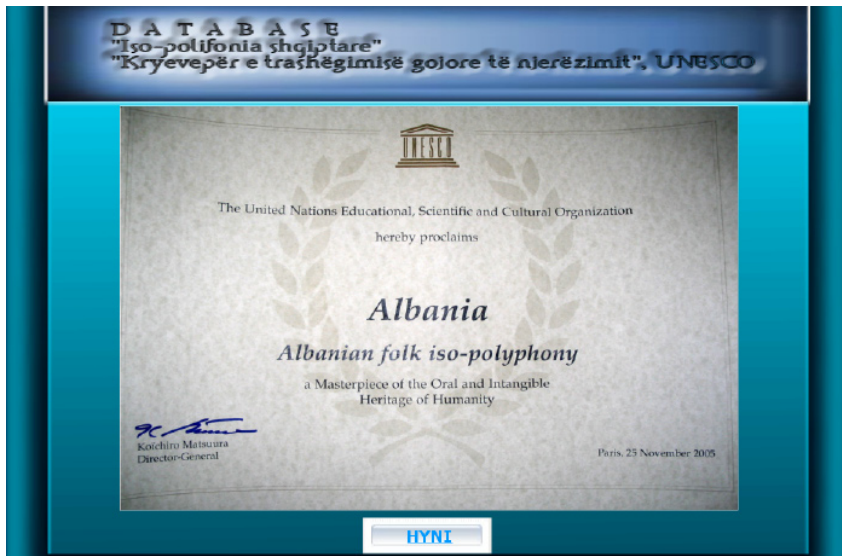 DATABASE
"Iso-polifonia shqiptare"
"Kryevepër e trashëgimisë gojore të njerëzimit", UNESCO
UNESCO
The United Nations Educational, Scientific and Cultural Organization
hereby proclaims
Albania
Albanian folk iso-polyphony
a Masterpiece of the Oral and Intangible
Heritage of Humanity
Koïchiro Matsuura
Director-General
Paris, 25 November 2005
HYNI